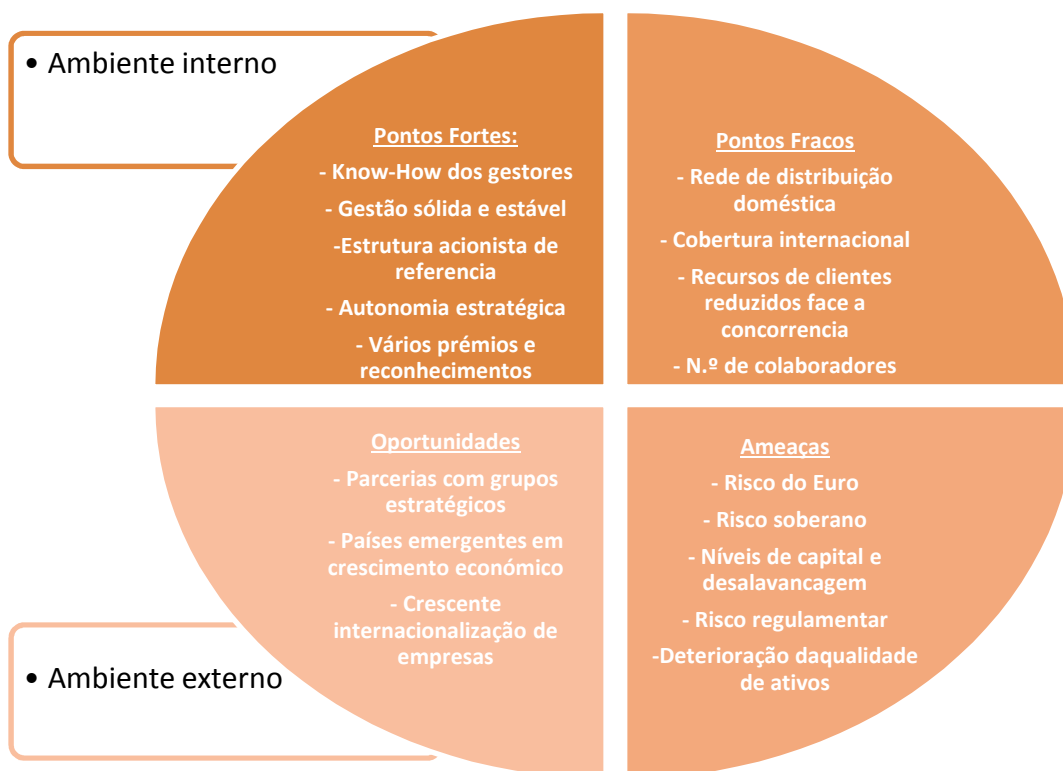 • Ambiente interno
Pontos Fortes:
- Know-How dos gestores
- Gestão sólida e estável
-Estrutura acionista de
referencia
- Autonomia estratégica
- Vários prémios e
reconhecimentos
Pontos Fracos
- Rede de distribuição
doméstica
- Cobertura internacional
- Recursos de clientes
reduzidos face a
concorrencia
- N.º de colaboradores
Oportunidades
- Parcerias com grupos
estratégicos
- Países emergentes em
crescimento económico
- Crescente
internacionalização de
empresas
Ameaças
- Risco do Euro
- Risco soberano
- Níveis de capital e
desalavancagem
- Risco regulamentar
-Deterioração daqualidade
de ativos
• Ambiente externo